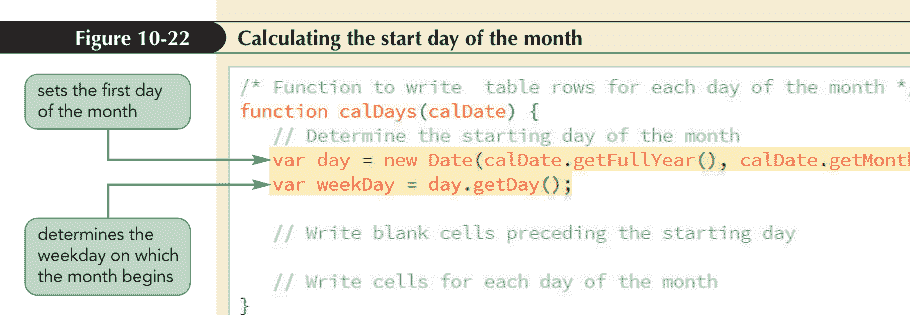 Figure 10-22 Calculating the start day of the month
sets the first day
of the month
determines the
weekday on which
the month begins
/* Function to write table rows for each day of the month *
function calDays(calDate) {
// Determine the starting day of the month
var day = new Date(calDate.getFullYear(), calDate.getMont
var weekDay = day.getDay();
// Write blank cells preceding the starting day
// Write cells for each day of the month
}